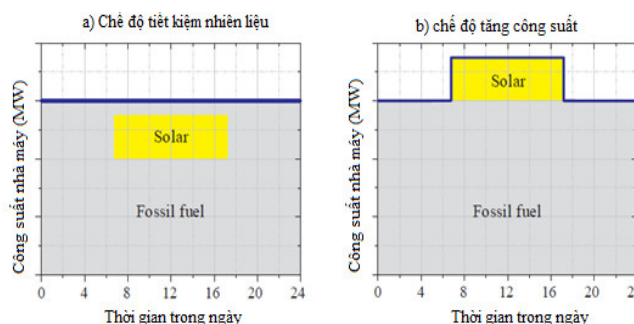 a) Chế độ tiết kiệm nhiên liệu
b) chế độ tăng công suất
Công suất nhà máy (MW)
Solar
Fossil fuel
0 4 8 12 16 20 24
Thời gian trong ngày
Công suất nhà máy (MW)
Solar
Fossil fuel
0 4 8 12 16 20 24
Thời gian trong ngày